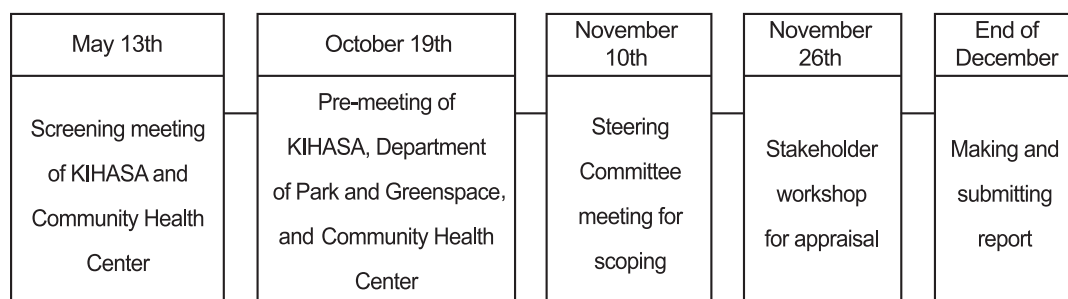 May 13th
Screening meeting
of KIHASA and
Community Health
Center
October 19th
Pre-meeting of
KIHASA, Department
of Park and Greenspace,
and Community Health
Center
November
10th
Steering
Committee
meeting for
scoping
November
26th
Stakeholder
workshop
for appraisal
End of
December
Making and
submitting
report